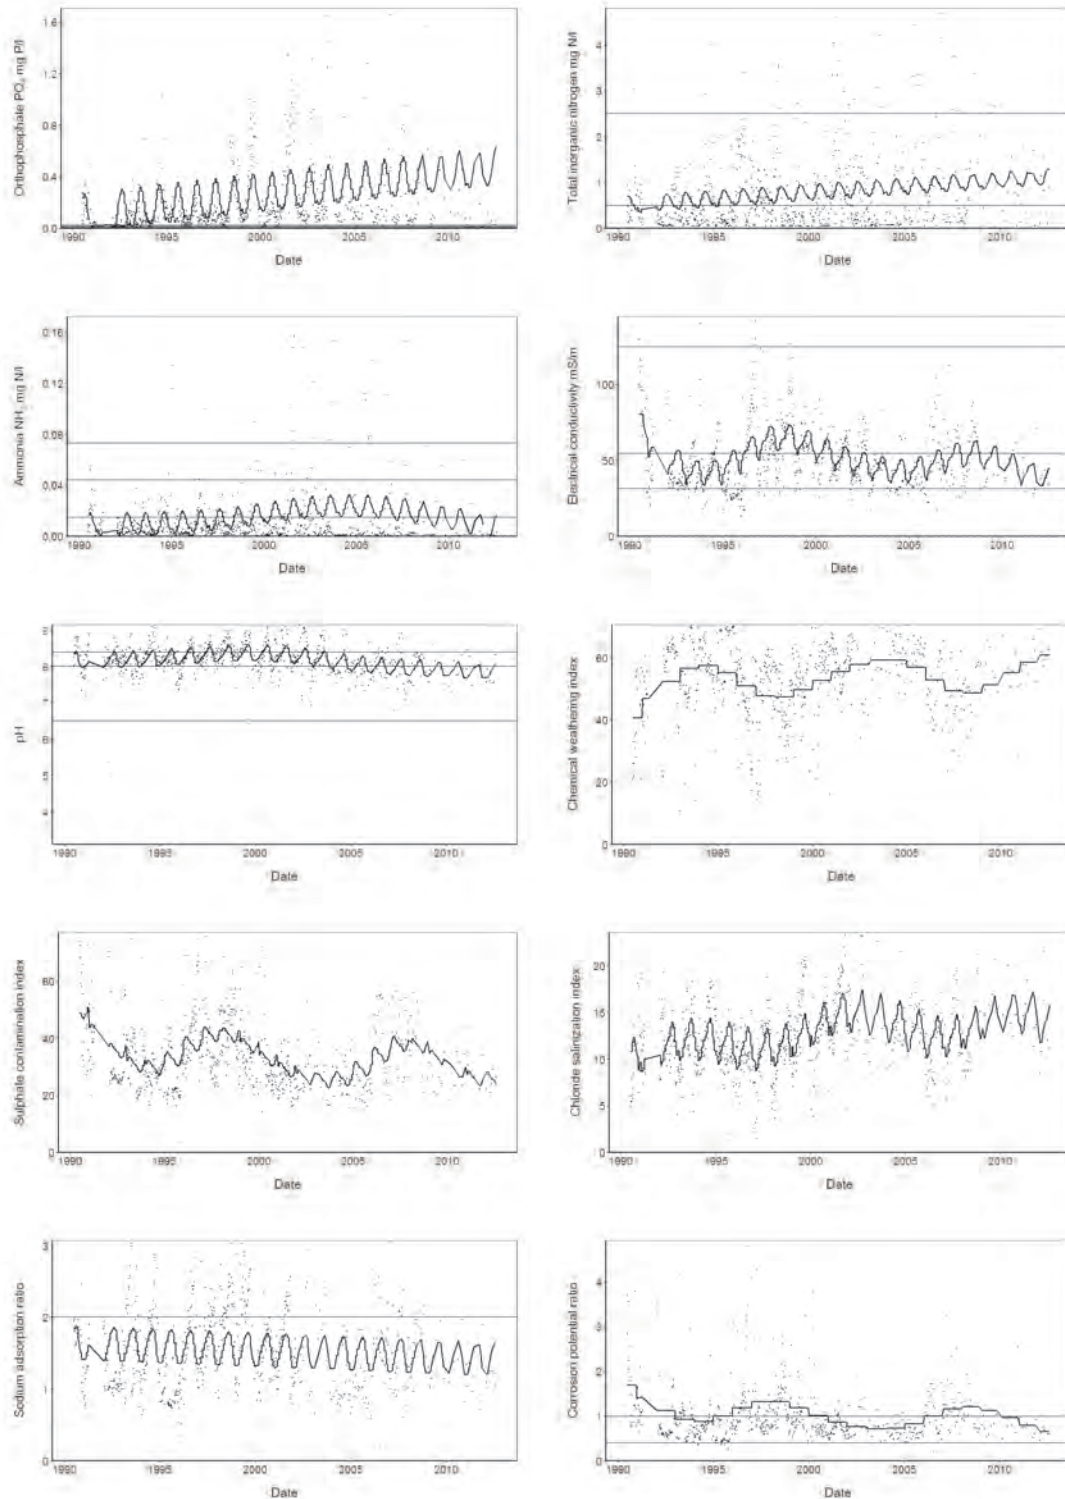 Orthophosphate PO₄ mg P/l
1.6
1.2
0.8
0.4
0.0
1990 1995 2000 2005 2010
Date
Total inorganic nitrogen mg N/l
4
3
2
1
0
1990 1995 2000 2005 2010
Date
Ammonia NH₃ mg N/l
0.16
0.12
0.08
0.04
0.00
1990 1995 2000 2005 2010
Date
Electrical conductivity mS/m
100
50
0
1990 1995 2000 2005 2010
Date
pH
8
7
6
5
4
1990 1995 2000 2005 2010
Date
Chemical weathering index
60
40
20
0
1990 1995 2000 2005 2010
Date
Sulphate contamination index
60
40
20
0
1990 1995 2000 2005 2010
Date
Chloride salinization index
20
15
10
5
0
1990 1995 2000 2005 2010
Date
Sodium adsorption ratio
3
2
1
0
1990 1995 2000 2005 2010
Date
Corrosion potential ratio
4
3
2
1
0
1990 1995 2000 2005 2010
Date